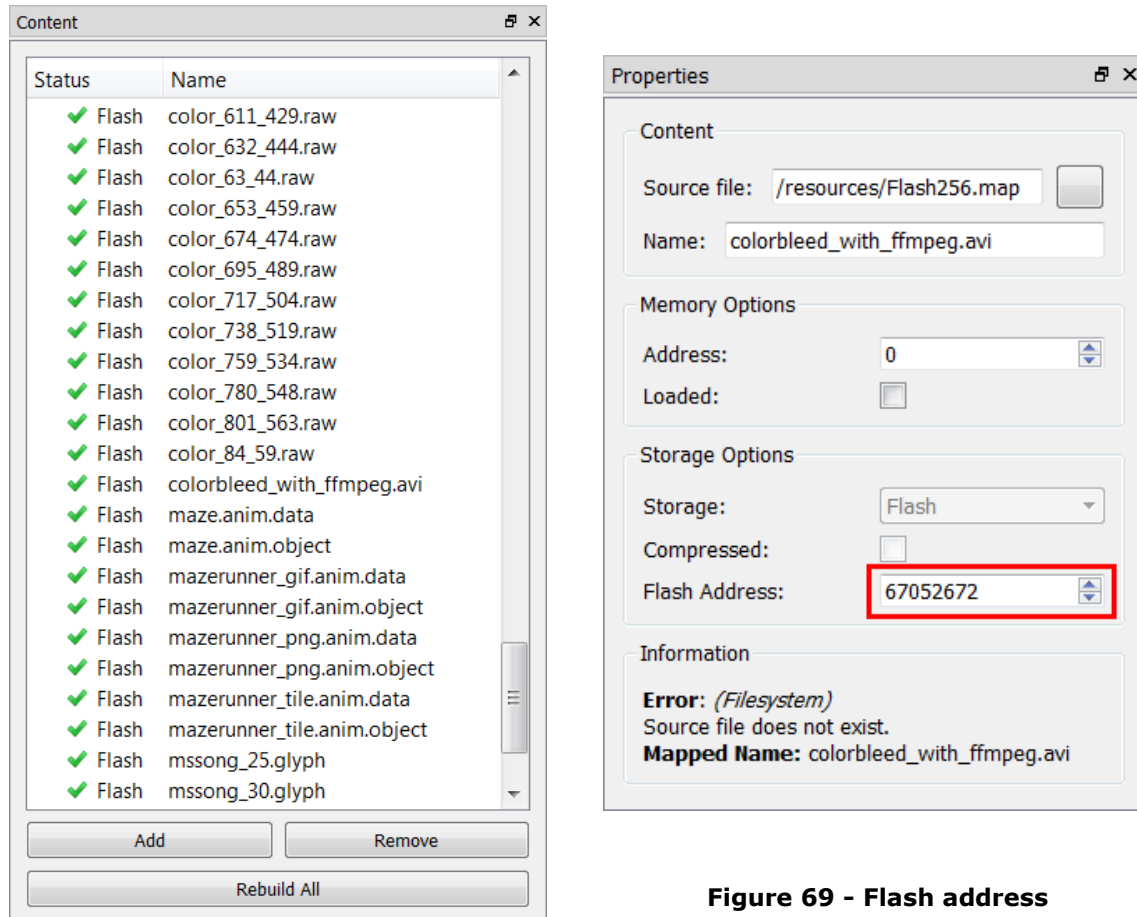 Content
Status Name
Flash color_611_429.raw
Flash color_632_444.raw
Flash color_63_44.raw
Flash color_653_459.raw
Flash color_674_474.raw
Flash color_695_489.raw
Flash color_717_504.raw
Flash color_738_519.raw
Flash color_759_534.raw
Flash color_780_548.raw
Flash color_801_563.raw
Flash color_84_59.raw
Flash colorbleed_with_ffmpeg.avi
Flash maze.anim.data
Flash maze.anim.object
Flash mazerunner_gif.anim.data
Flash mazerunner_gif.anim.object
Flash mazerunner_png.anim.data
Flash mazerunner_png.anim.object
Flash mazerunner_tile.anim.data
Flash mazerunner_tile.anim.object
Flash mssong_25.glyph
Flash mssong_30.glyph
Add Remove
Rebuild All
Properties
Content
Source file: /resources/Flash256.map
Name: colorbleed_with_ffmpeg.avi
Memory Options
Address: 0
Loaded:
Storage Options
Storage: Flash
Compressed:
Flash Address: 67052672
Information
Error: (Filesystem)
Source file does not exist.
Mapped Name: colorbleed_with_ffmpeg.avi
Figure 69 - Flash address